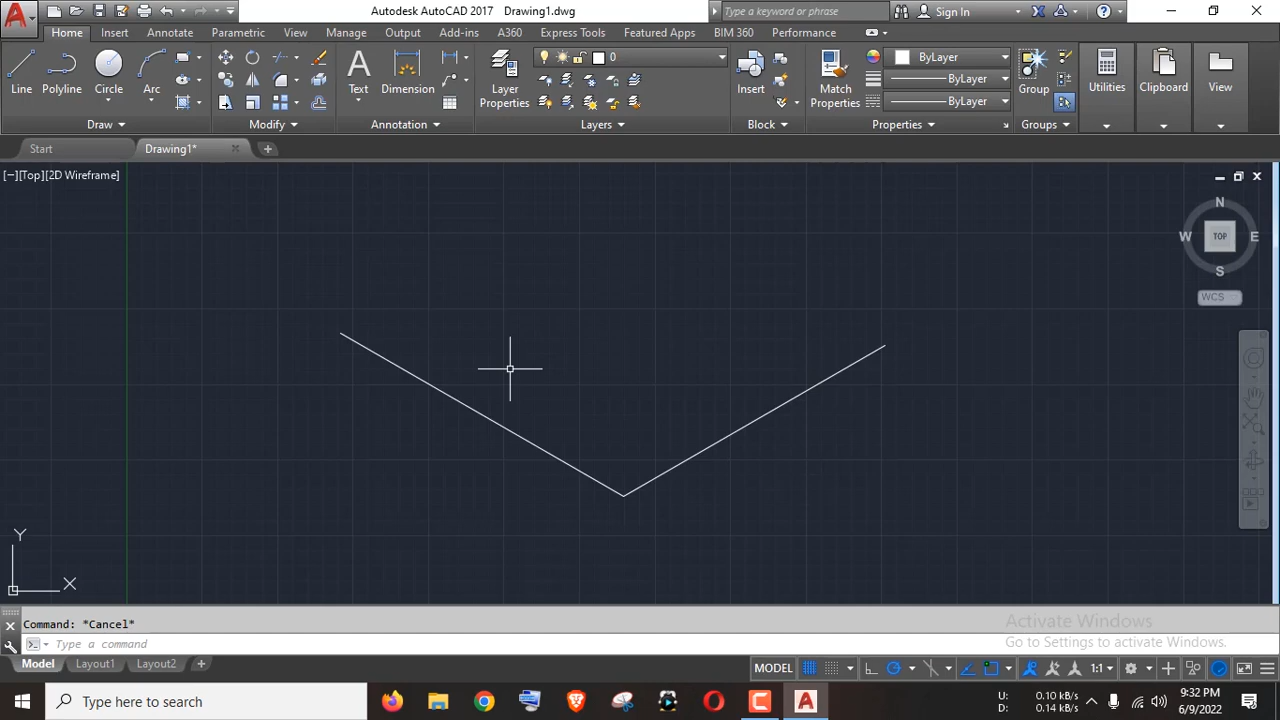 Autodesk AutoCAD 2017 Drawing1.dwg
Type a keyword or phrase
Sign In
Home Insert Annotate Parametric View Manage Output Add-ins A360 Express Tools Featured Apps BIM 360 Performance
0
ByLayer
ByLayer
ByLayer
Line Polyline Circle Arc
Text Dimension
Layer
Properties
Insert
Match
Properties
Group
Utilities
Clipboard
View
Draw Modify Annotation Layers Block Properties Groups
Start Drawing1*
[−][Top][2D Wireframe]
N
W TOP E
S
WCS
Y
X
Command: *Cancel*
Type a command
Activate Windows
Go to Settings to activate Windows.
Model Layout1 Layout2
MODEL 1:1
Type here to search
U: 0.10 kB/s
D: 0.14 kB/s
9:32 PM
6/9/2022